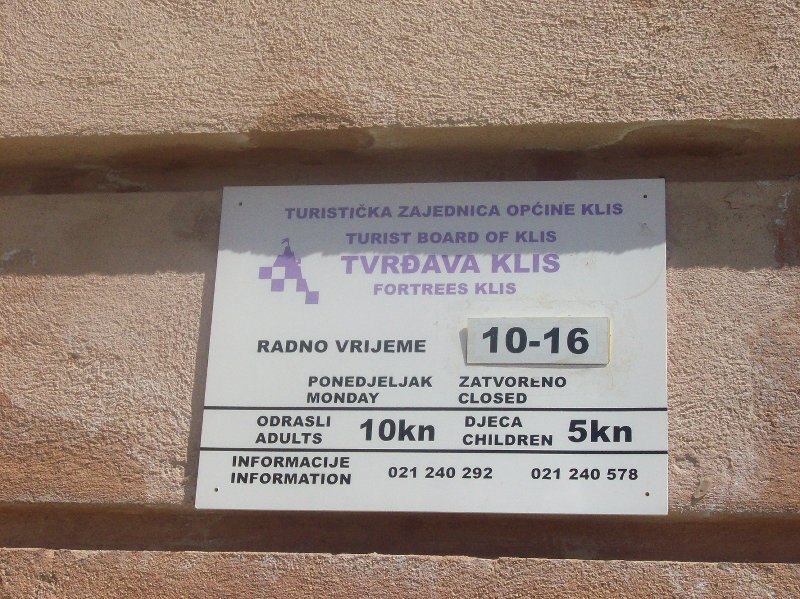 TURISTIČKA ZAJEDNICA OPĆINE KLIS
TURIST BOARD OF KLIS
TVRĐAVA KLIS
FORTREES KLIS
RADNO VRIJEME 10-16
PONEDJELJAK ZATVORENO
MONDAY CLOSED
ODRASLI 10kn DJECA 5kn
ADULTS CHILDREN
INFORMACIJE 021 240 292 021 240 578
INFORMATION